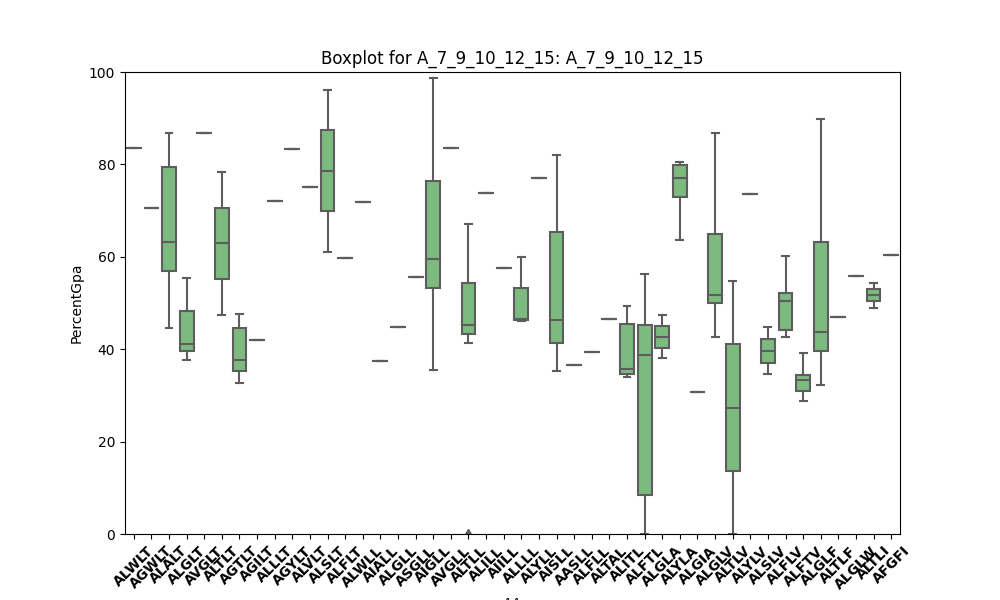 Boxplot for A_7_9_10_12_15: A_7_9_10_12_15
PercentGpa
100
80
60
40
20
0
ALWLT
AGWLT
ALALT
ALGLT
AVGLT
ALTLT
AGTLT
AGILT
ALLLT
AGYLT
ALVLT
ALSLT
ALFLT
ALWLL
AIALL
ALGLL
ASGLL
AIGLL
AVGLL
ALTLL
ALILL
AIILL
ALLLL
ALYLL
AISLL
AASLL
ALFLL
ALTAL
ALITL
ALFTL
ALGLA
ALYLA
ALGIA
ALGLV
ALTLV
ALYLV
ALSLV
ALFLV
ALFTV
ALGLF
ALTLF
ALGLW
ALTLI
AFGFI